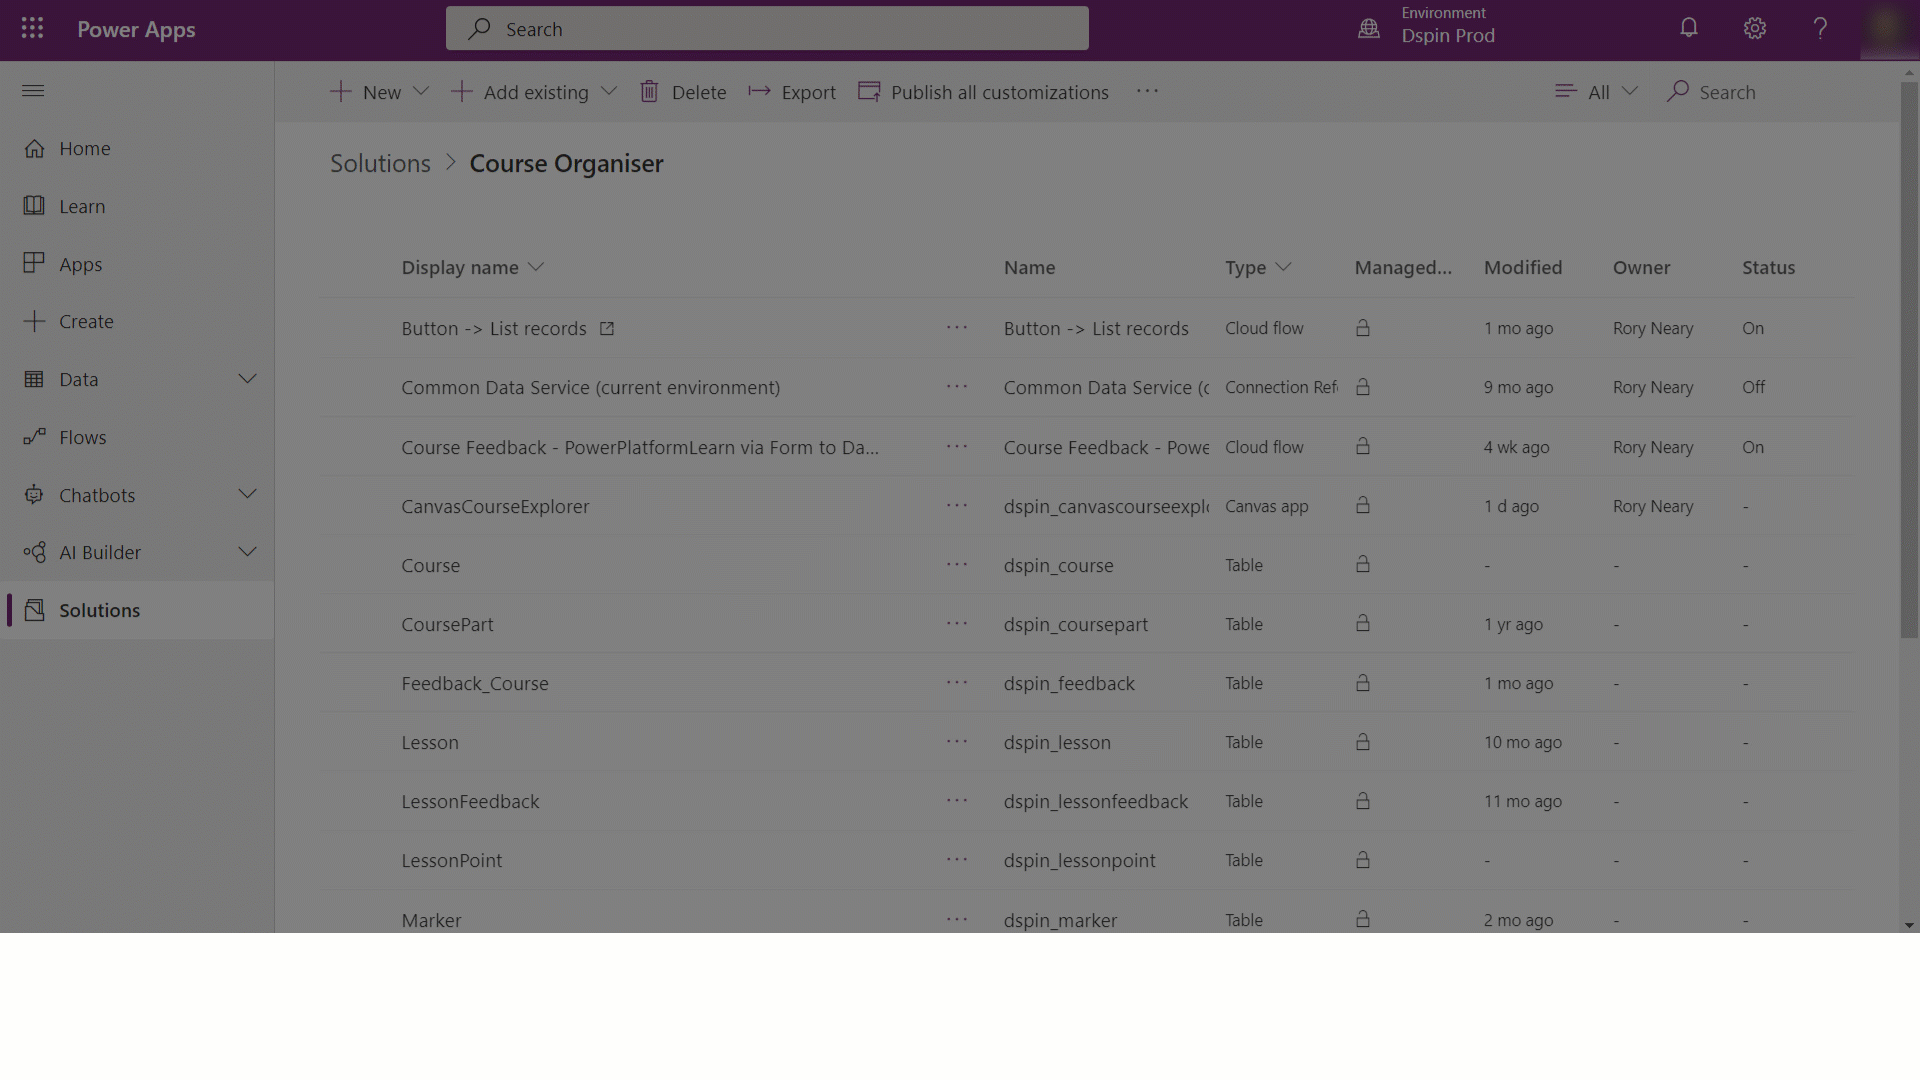 Power Apps
Search
Environment
Dspin Prod
New
Add existing
Delete
Export
Publish all customizations
All
Search
Home
Learn
Apps
Create
Data
Flows
Chatbots
AI Builder
Solutions
Solutions > Course Organiser
Display name Name Type Managed... Modified Owner Status
Button -> List records ··· Button -> List records Cloud flow 1 mo ago Rory Neary On
Common Data Service (current environment) ··· Common Data Service (c Connection Ref 9 mo ago Rory Neary Off
Course Feedback - PowerPlatformLearn via Form to Da... ··· Course Feedback - Powe Cloud flow 4 wk ago Rory Neary On
CanvasCourseExplorer ··· dspin_canvascourseexplo Canvas app 1 d ago Rory Neary -
Course ··· dspin_course Table - - -
CoursePart ··· dspin_coursepart Table 1 yr ago - -
Feedback_Course ··· dspin_feedback Table 1 mo ago - -
Lesson ··· dspin_lesson Table 10 mo ago - -
LessonFeedback ··· dspin_lessonfeedback Table 11 mo ago - -
LessonPoint ··· dspin_lessonpoint Table - - -
Marker ··· dspin_marker Table 2 mo ago - -